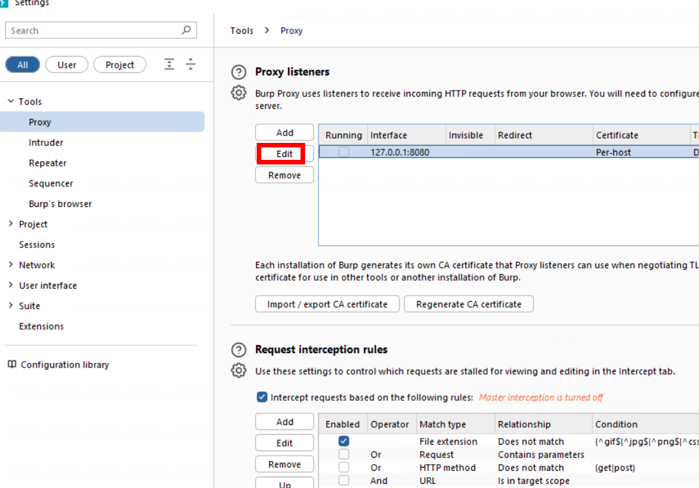 Settings
Search
Tools > Proxy
All
User
Project
Tools
Proxy
Intruder
Repeater
Sequencer
Burp's browser
Project
Sessions
Network
User interface
Suite
Extensions
Configuration library
Proxy listeners
Burp Proxy uses listeners to receive incoming HTTP requests from your browser. You will need to configure
server.
Add
Edit
Remove
Running Interface Invisible Redirect Certificate
127.0.0.1:8080 Per-host
Each installation of Burp generates its own CA certificate that Proxy listeners can use when negotiating TL
certificate for use in other tools or another installation of Burp.
Import / export CA certificate
Regenerate CA certificate
Request interception rules
Use these settings to control which requests are stalled for viewing and editing in the Intercept tab.
Intercept requests based on the following rules: Master interception is turned off
Add
Edit
Remove
Up
Enabled Operator Match type Relationship Condition
File extension Does not match (^gif$|^jpg$|^png$|^css
Or Request Contains parameters
Or HTTP method Does not match (get|post)
And URL Is in target scope